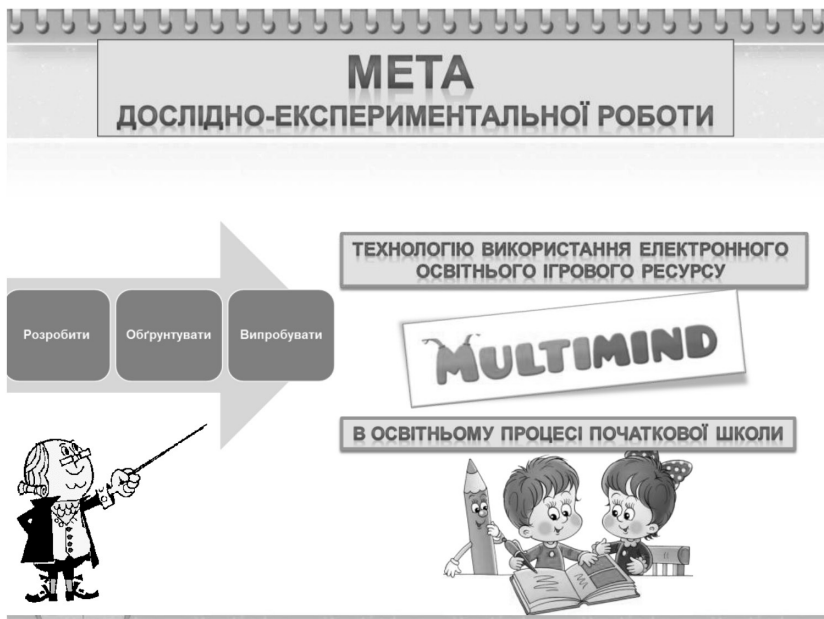 МЕТА
ДОСЛІДНО-ЕКСПЕРИМЕНТАЛЬНОЇ РОБОТИ
Розробити
Обґрунтувати
Випробувати
ТЕХНОЛОГІЮ ВИКОРИСТАННЯ ЕЛЕКТРОННОГО
ОСВІТНЬОГО ІГРОВОГО РЕСУРСУ
MULTIMIND
В ОСВІТНЬОМУ ПРОЦЕСІ ПОЧАТКОВОЇ ШКОЛИ